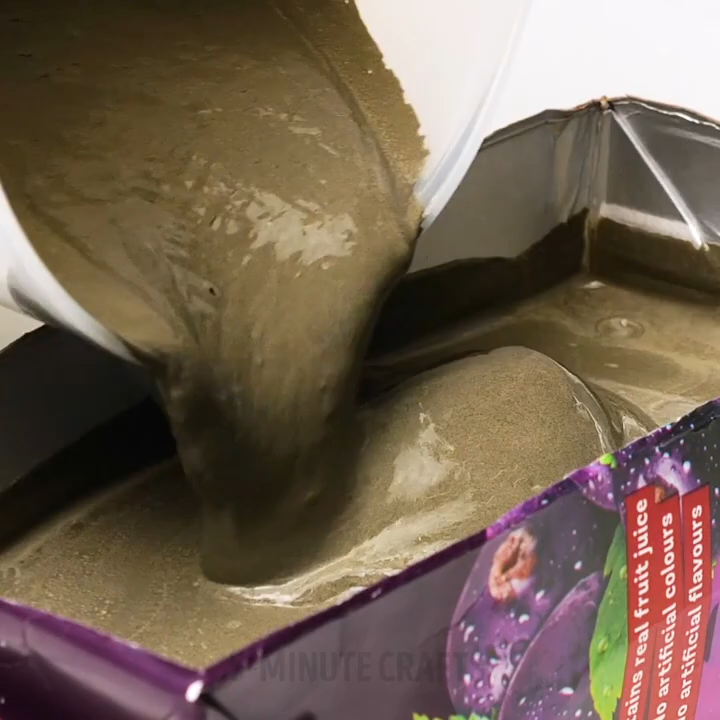 ains real fruit juice
o artificial colours
o artificial flavours
MINUTE CRAFT